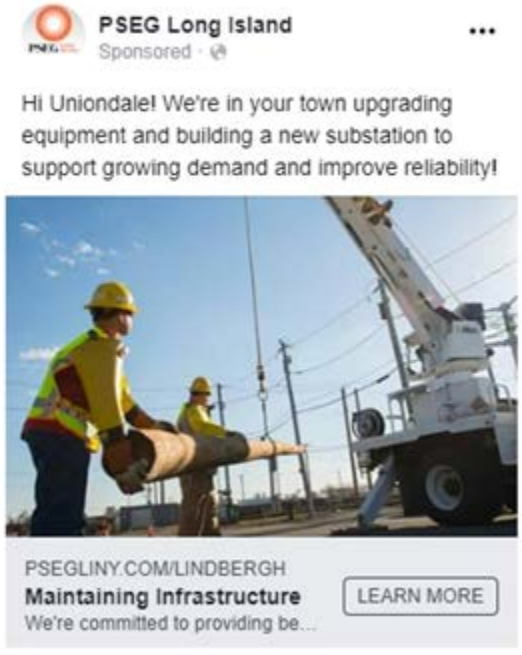 PSEG Long Island
Sponsored ·
PSEG
Hi Uniondale! We're in your town upgrading
equipment and building a new substation to
support growing demand and improve reliability!
PSEGLINY.COM/LINDBERGH
Maintaining Infrastructure
LEARN MORE
We're committed to providing be...